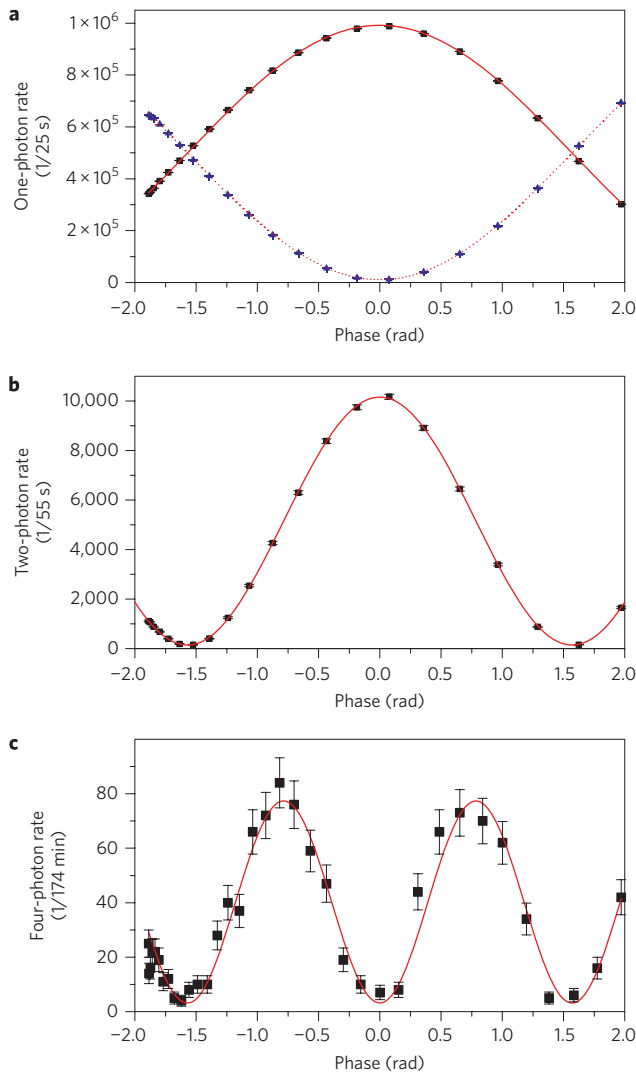 a
1 × 10⁶
8 × 10⁵
6 × 10⁵
4 × 10⁵
2 × 10⁵
0
One-photon rate
(1/25 s)
−2.0 −1.5 −1.0 −0.5 0.0 0.5 1.0 1.5 2.0
Phase (rad)
b
10,000
8,000
6,000
4,000
2,000
0
Two-photon rate
(1/55 s)
−2.0 −1.5 −1.0 −0.5 0.0 0.5 1.0 1.5 2.0
Phase (rad)
c
80
60
40
20
0
Four-photon rate
(1/174 min)
−2.0 −1.5 −1.0 −0.5 0.0 0.5 1.0 1.5 2.0
Phase (rad)